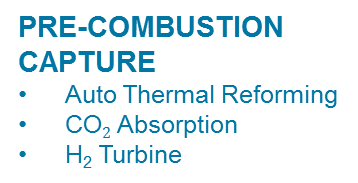 PRE-COMBUSTION
CAPTURE
• Auto Thermal Reforming
• CO₂ Absorption
• H₂ Turbine